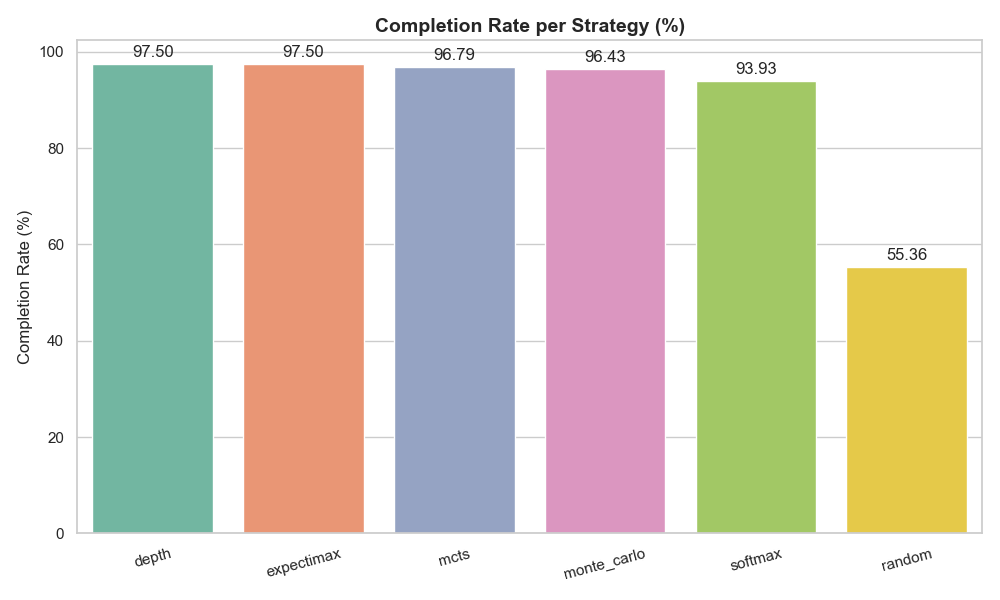 Completion Rate per Strategy (%)
Completion Rate (%)
100
80
60
40
20
0
97.50
97.50
96.79
96.43
93.93
55.36
depth
expectimax
mcts
monte_carlo
softmax
random